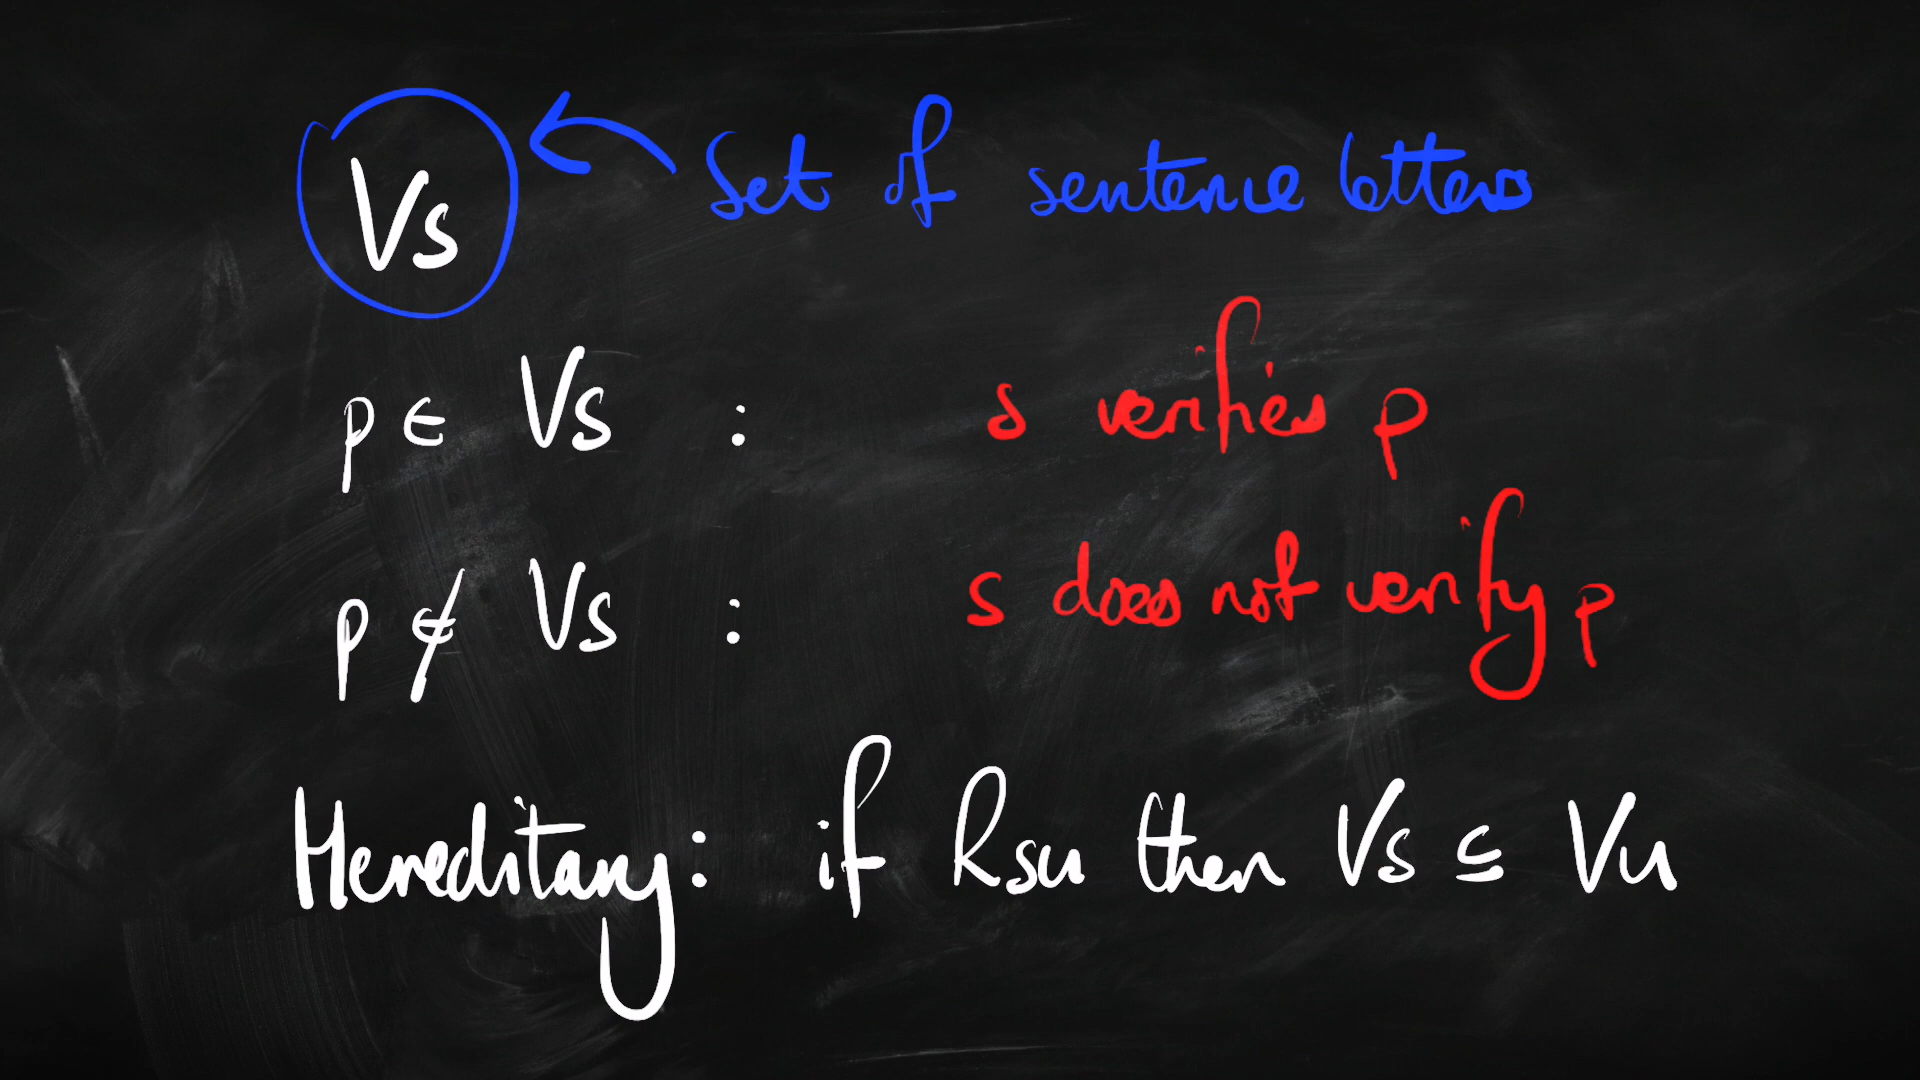 Vs Set of sentence letters
p ∈ Vs : s verifies p
p ∉ Vs : s does not verify p
Hereditary: if Rsu then Vs ⊆ Vu